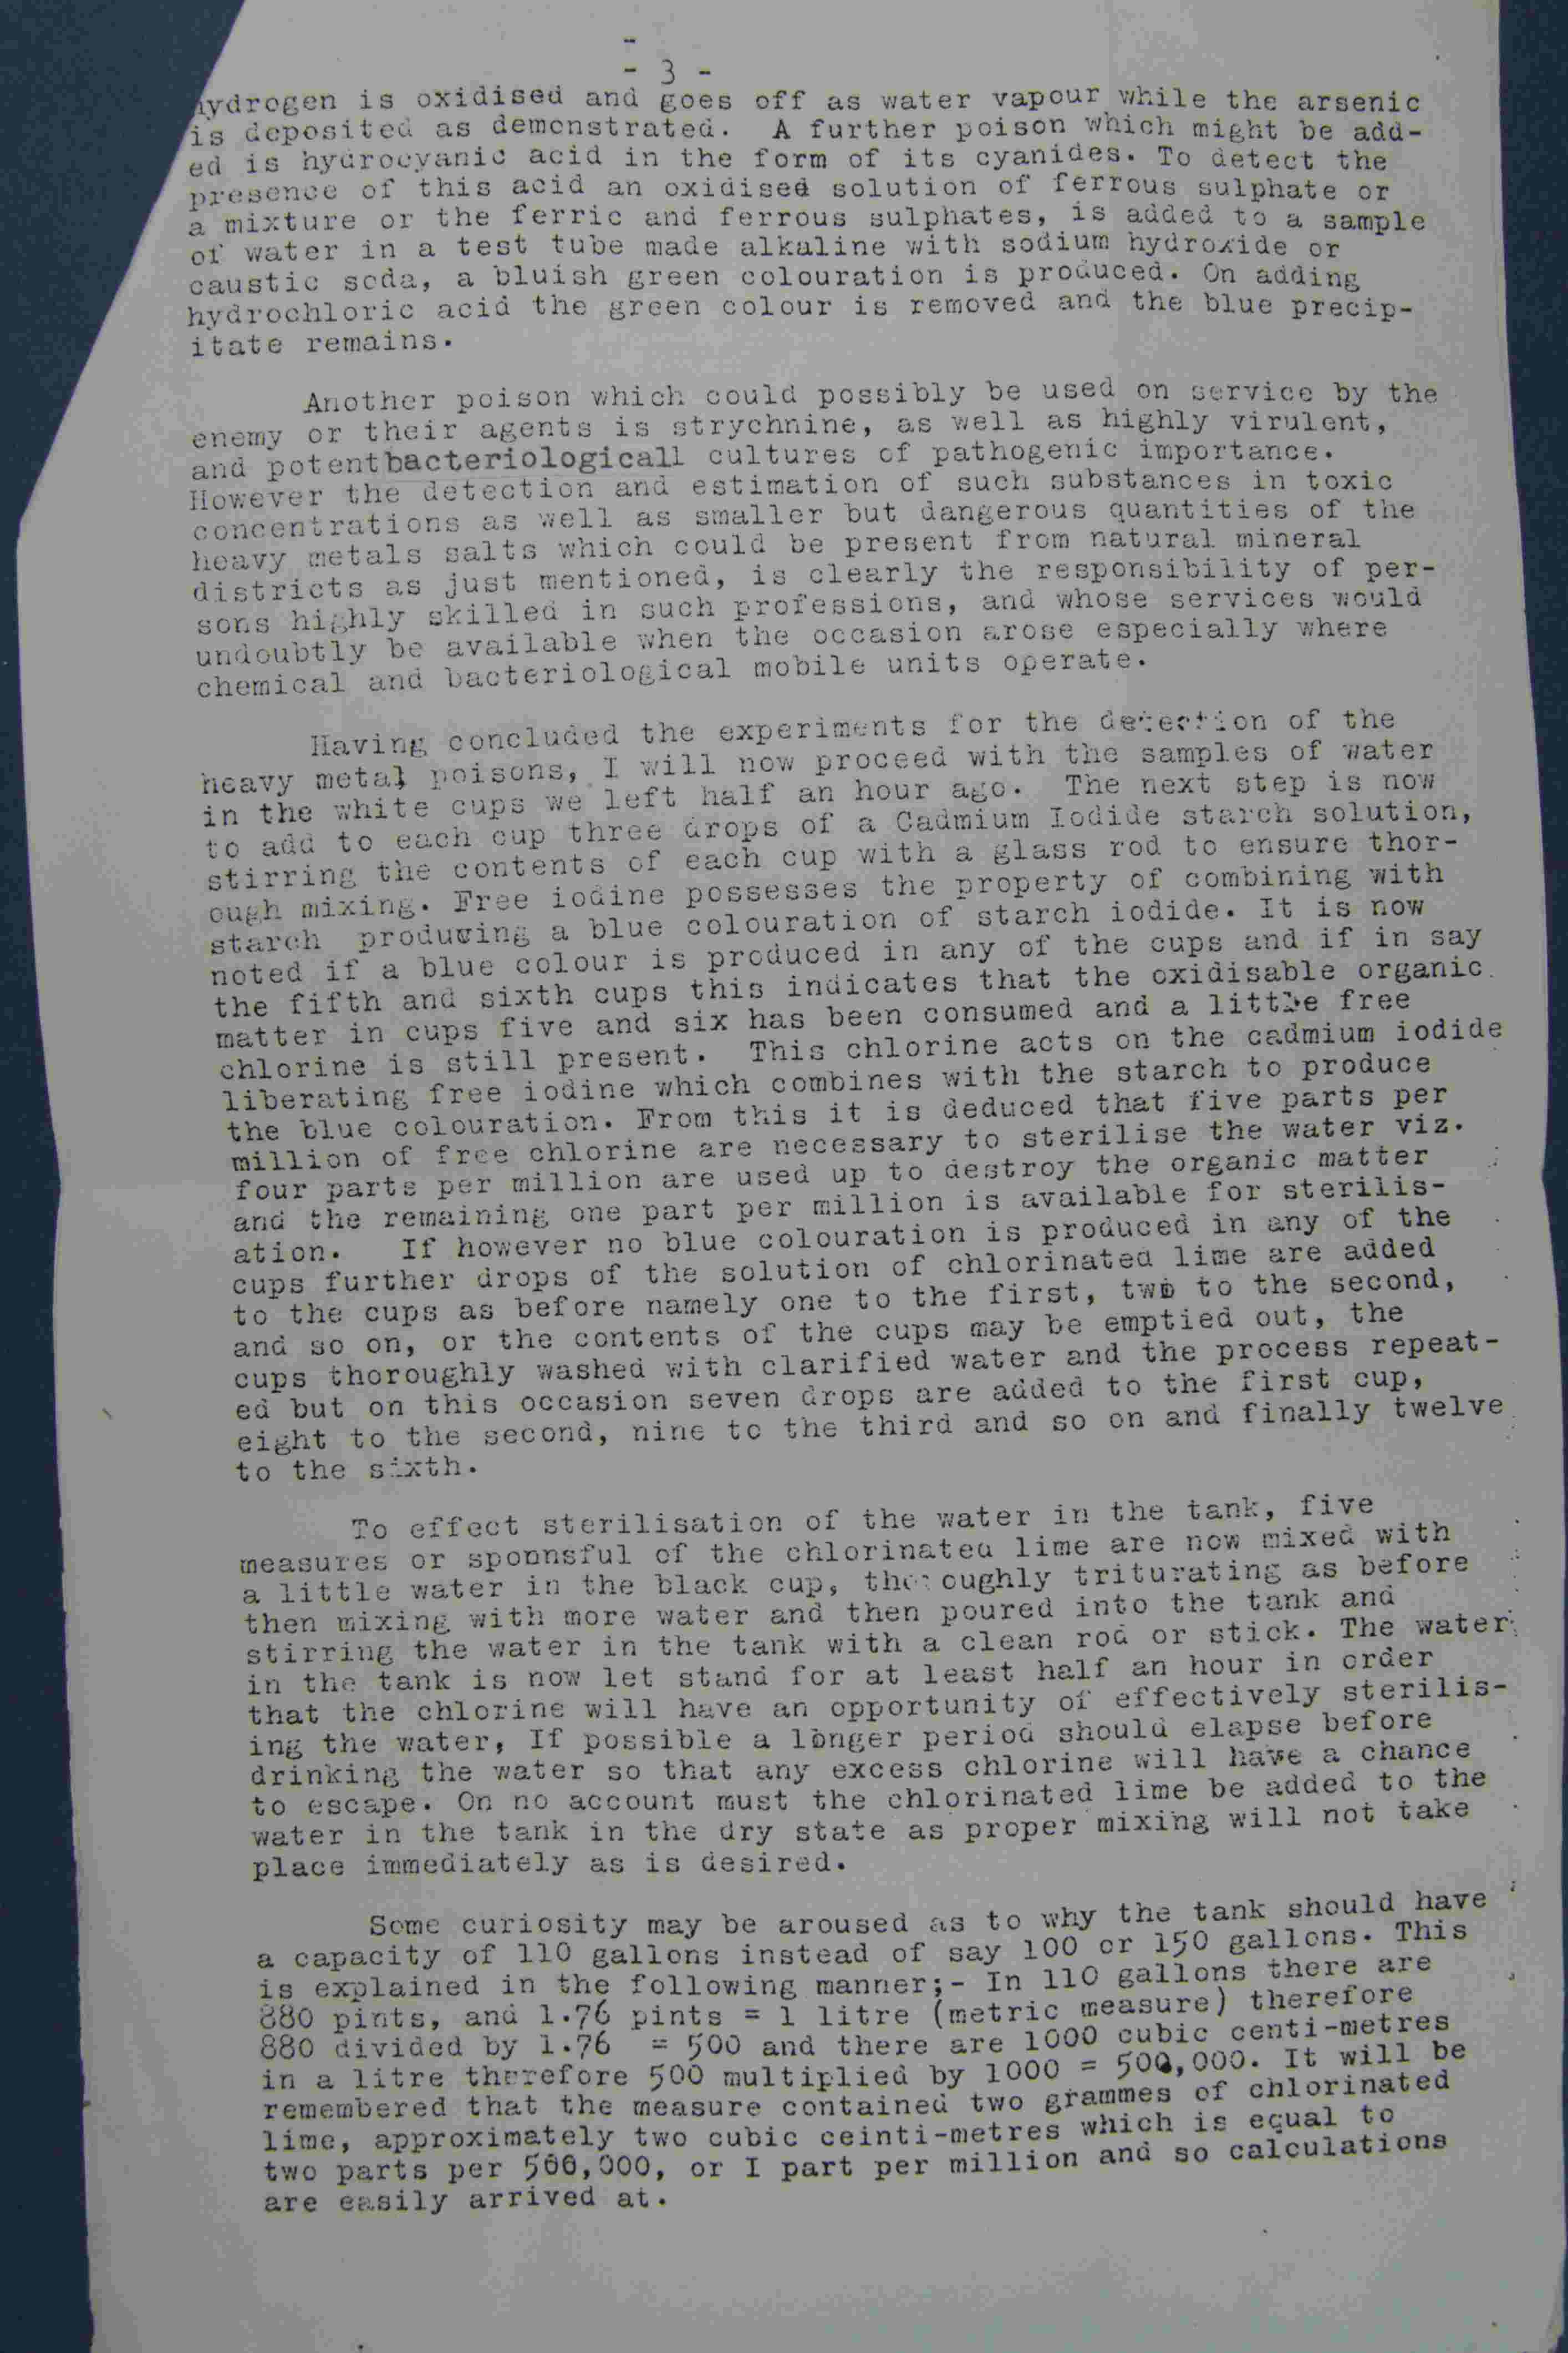 - 3 -
hydrogen is oxidised and goes off as water vapour while the arsenic
is deposited as demonstrated. A further poison which might be add-
ed is hydrocyanic acid in the form of its cyanides. To detect the
presence of this acid an oxidised solution of ferrous sulphate or
a mixture or the ferric and ferrous sulphates, is added to a sample
of water in a test tube made alkaline with sodium hydroxide or
caustic soda, a bluish green colouration is produced. On adding
hydrochloric acid the green colour is removed and the blue precip-
itate remains.
Another poison which could possibly be used on service by the
enemy or their agents is strychnine, as well as highly virulent,
and potentbacteriologicall cultures of pathogenic importance.
However the detection and estimation of such substances in toxic
concentrations as well as smaller but dangerous quantities of the
heavy metals salts which could be present from natural mineral
districts as just mentioned, is clearly the responsibility of per-
sons highly skilled in such professions, and whose services would
undoubtly be available when the occasion arose especially where
chemical and bacteriological mobile units operate.
Having concluded the experiments for the detection of the
heavy metal poisons, I will now proceed with the samples of water
in the white cups we left half an hour ago. The next step is now
to add to each cup three drops of a Cadmium Iodide starch solution,
stirring the contents of each cup with a glass rod to ensure thor-
ough mixing. Free iodine possesses the property of combining with
starch producing a blue colouration of starch iodide. It is now
noted if a blue colour is produced in any of the cups and if in say
the fifth and sixth cups this indicates that the oxidisable organic
matter in cups five and six has been consumed and a little free
chlorine is still present. This chlorine acts on the cadmium iodide
liberating free iodine which combines with the starch to produce
the blue colouration. From this it is deduced that five parts per
million of free chlorine are necessary to sterilise the water viz.
four parts per million are used up to destroy the organic matter
and the remaining one part per million is available for sterilis-
ation. If however no blue colouration is produced in any of the
cups further drops of the solution of chlorinated lime are added
to the cups as before namely one to the first, two to the second,
and so on, or the contents of the cups may be emptied out, the
cups thoroughly washed with clarified water and the process repeat-
ed but on this occasion seven drops are added to the first cup,
eight to the second, nine to the third and so on and finally twelve
to the sixth.
To effect sterilisation of the water in the tank, five
measures or sponnsful of the chlorinated lime are now mixed with
a little water in the black cup, thoroughly triturating as before
then mixing with more water and then poured into the tank and
stirring the water in the tank with a clean rod or stick. The water
in the tank is now let stand for at least half an hour in order
that the chlorine will have an opportunity of effectively sterilis-
ing the water, If possible a longer period should elapse before
drinking the water so that any excess chlorine will have a chance
to escape. On no account must the chlorinated lime be added to the
water in the tank in the dry state as proper mixing will not take
place immediately as is desired.
Some curiosity may be aroused as to why the tank should have
a capacity of 110 gallons instead of say 100 or 150 gallons. This
is explained in the following manner;- In 110 gallons there are
880 pints, and 1.76 pints = 1 litre (metric measure) therefore
880 divided by 1.76 = 500 and there are 1000 cubic centi-metres
in a litre therefore 500 multiplied by 1000 = 500,000. It will be
remembered that the measure contained two grammes of chlorinated
lime, approximately two cubic ceinti-metres which is equal to
two parts per 500,000, or I part per million and so calculations
are easily arrived at.